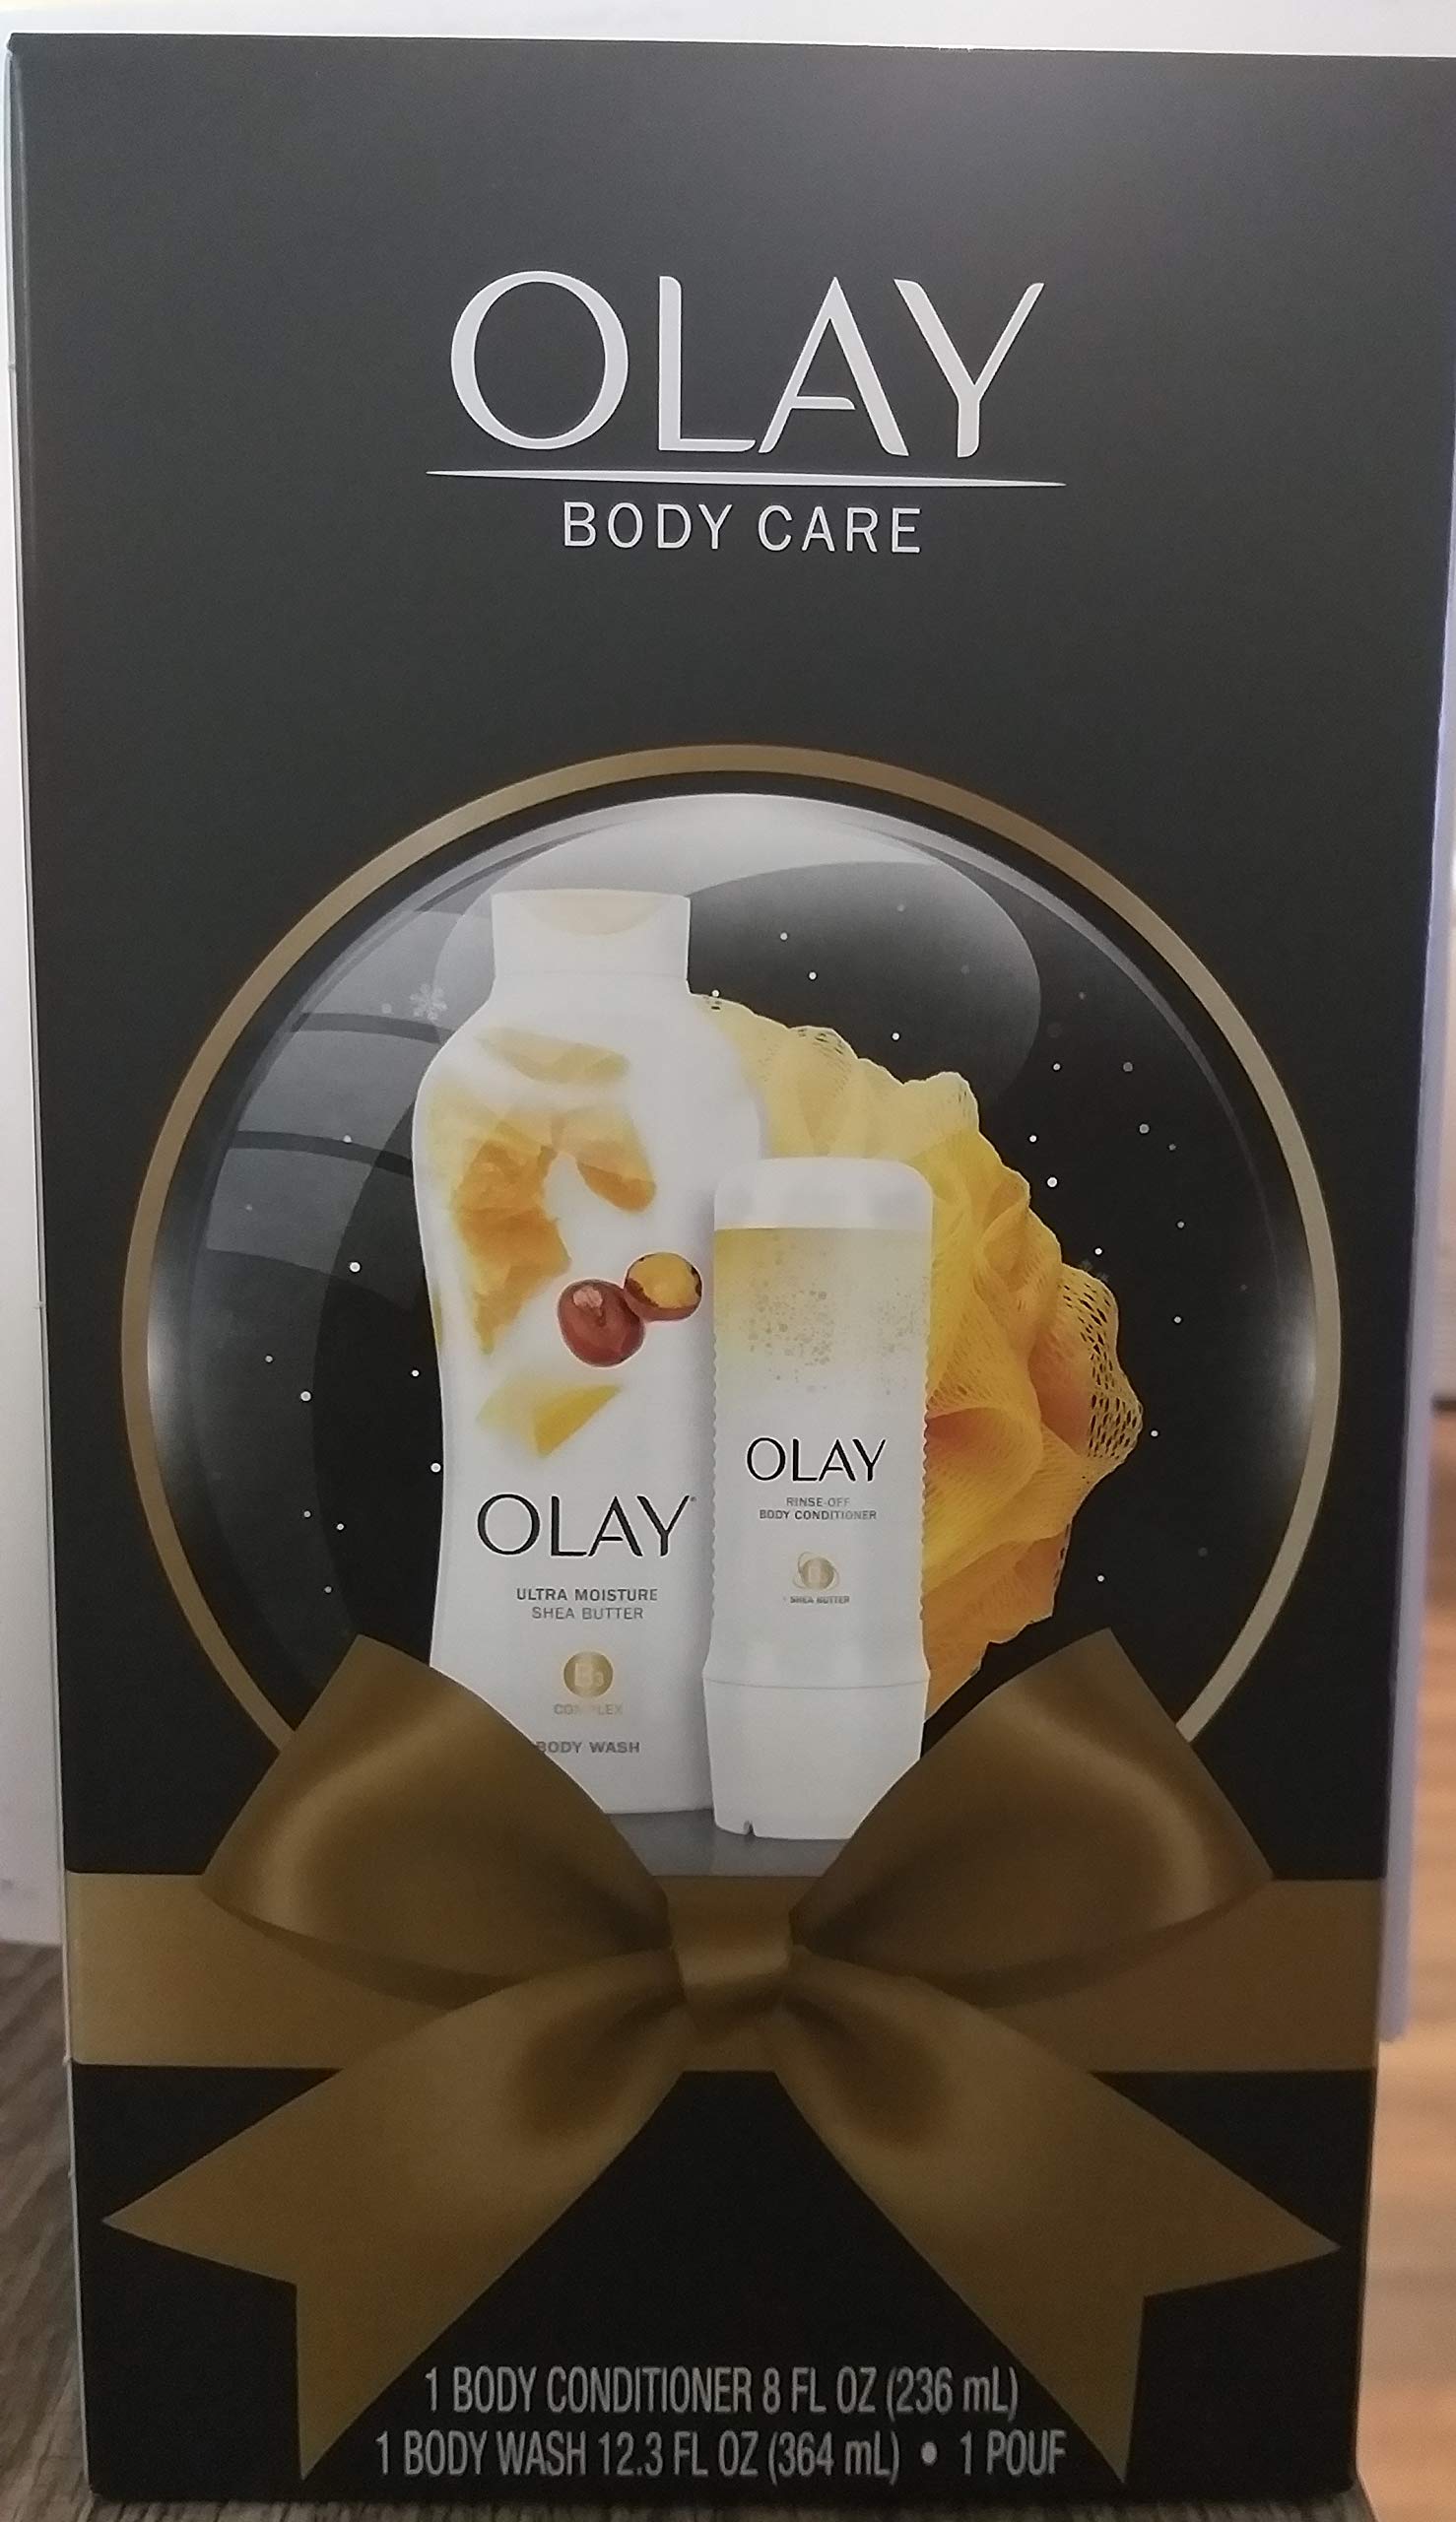 OLAY
BODY CARE
OLAY
RINSE-OFF
BODY CONDITIONER
+ SHEA BUTTER
OLAY
ULTRA MOISTURE
SHEA BUTTER
B3
COMPLEX
BODY WASH
1 BODY CONDITIONER 8 FL OZ (236 mL)
1 BODY WASH 12.3 FL OZ (364 mL) • 1 POUF